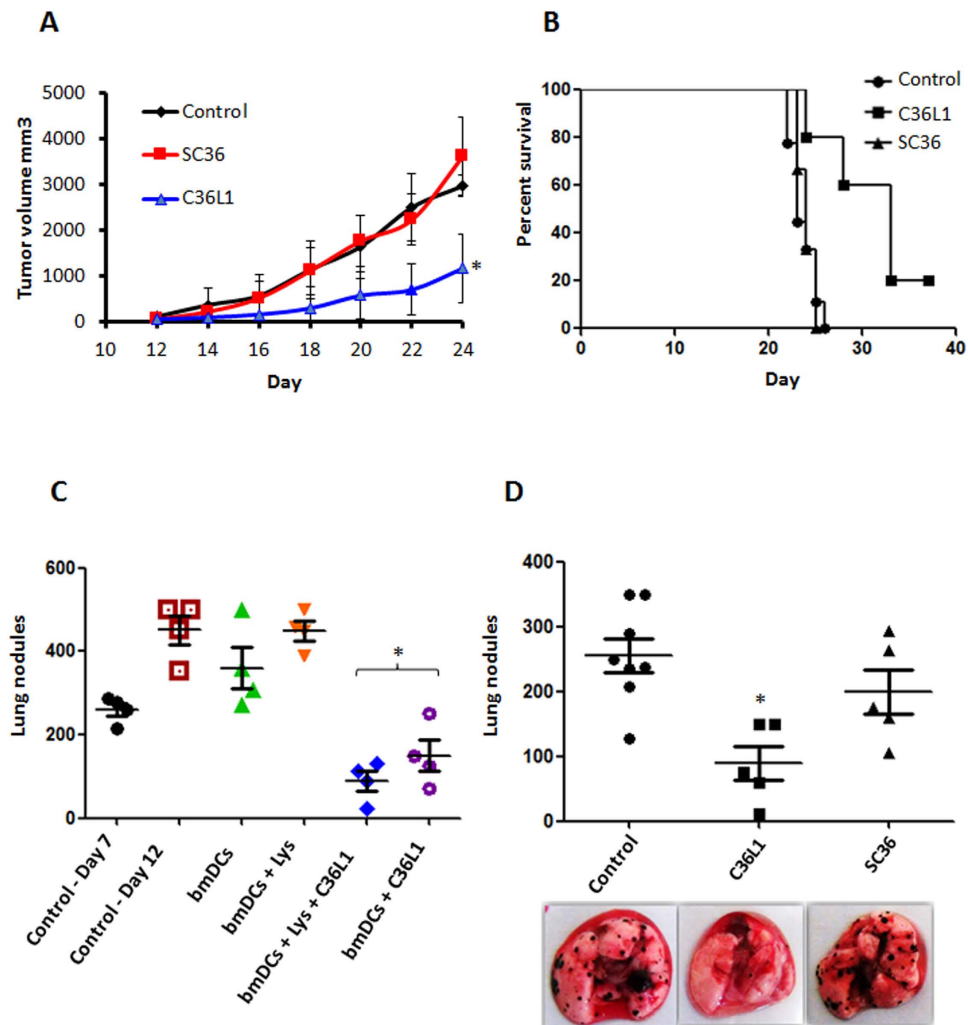 A
5000
4000
3000
2000
1000
0
Tumor volume mm3
Control
SC36
C36L1
*
10 12 14 16 18 20 22 24
Day
B
100
80
60
40
20
0
Percent survival
Control
C36L1
SC36
0 10 20 30 40
Day
C
600
400
200
0
Lung nodules
*
Control - Day 7
Control - Day 12
bmDCs
bmDCs + Lys
bmDCs + Lys + C36L1
bmDCs + C36L1
D
400
300
200
100
0
Lung nodules
*
Control
C36L1
SC36